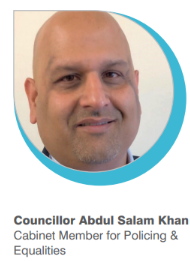 Councillor Abdul Salam Khan
Cabinet Member for Policing &
Equalities